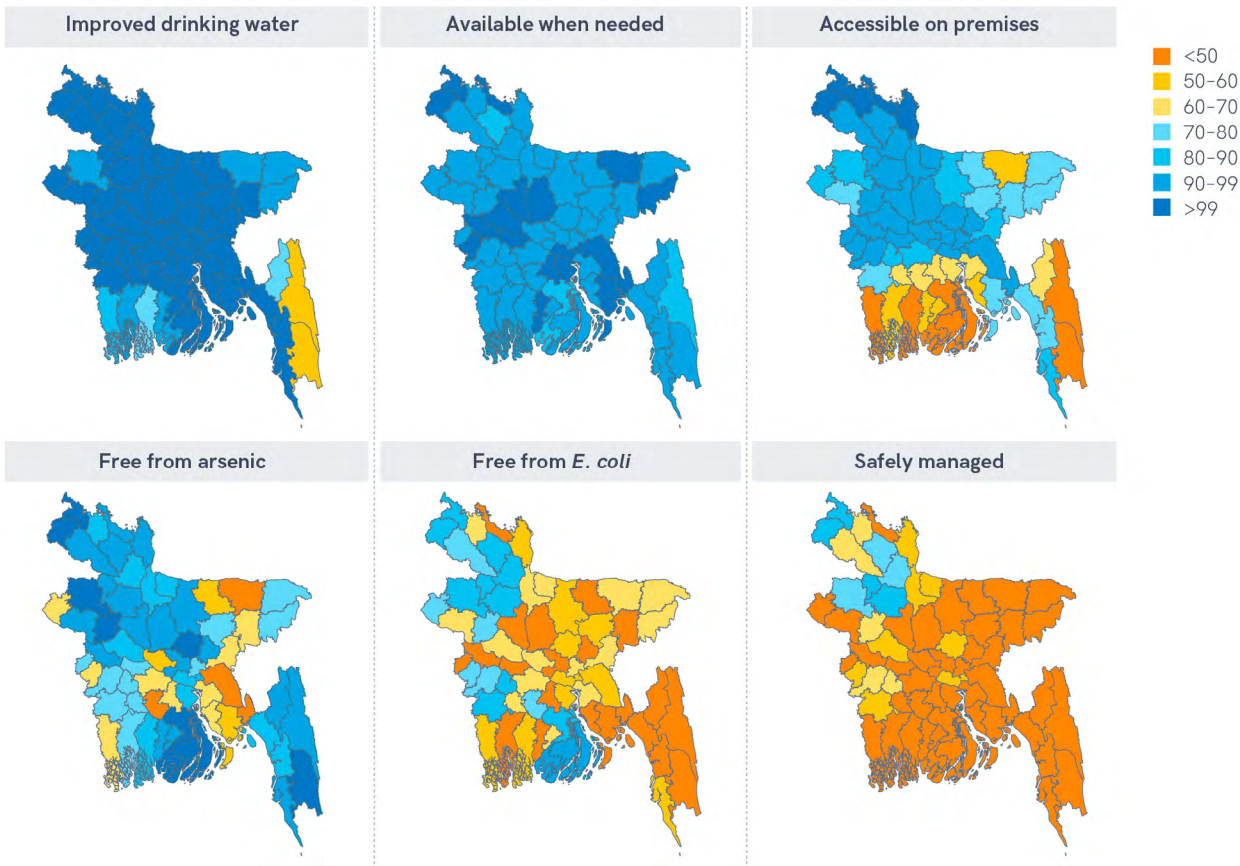 Improved drinking water
Available when needed
Accessible on premises
<50
50–60
60–70
70–80
80–90
90–99
>99
Free from arsenic
Free from E. coli
Safely managed